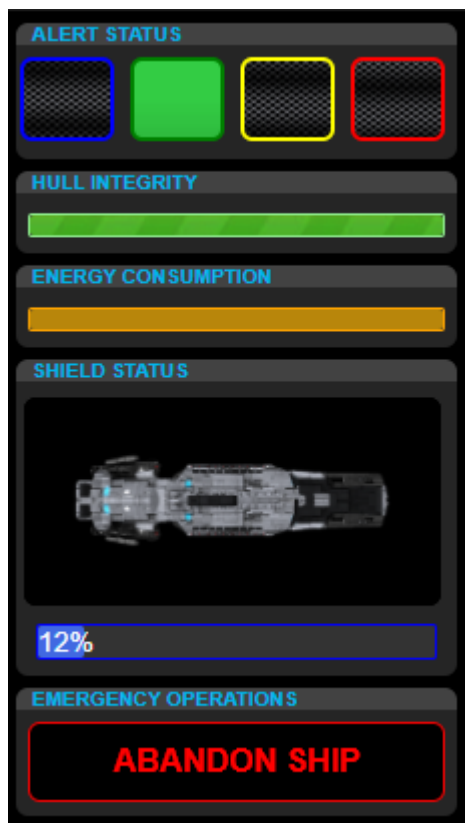 ALERT STATUS
HULL INTEGRITY
ENERGY CONSUMPTION
SHIELD STATUS
12%
EMERGENCY OPERATIONS
ABANDON SHIP